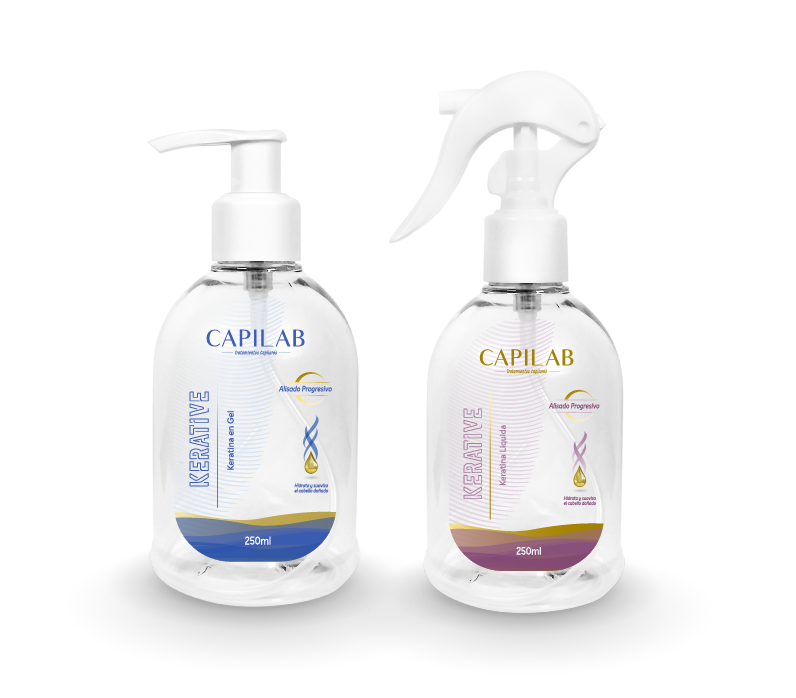 CAPILAB
tratamientos capilares
Alisado Progresivo
KERATIVE
Keratina en Gel
Hidrata y suaviza
el cabello dañado
250ml
CAPILAB
tratamientos capilares
Alisado Progresivo
KERATIVE
Keratina Líquida
Hidrata y suaviza
el cabello dañado
250ml